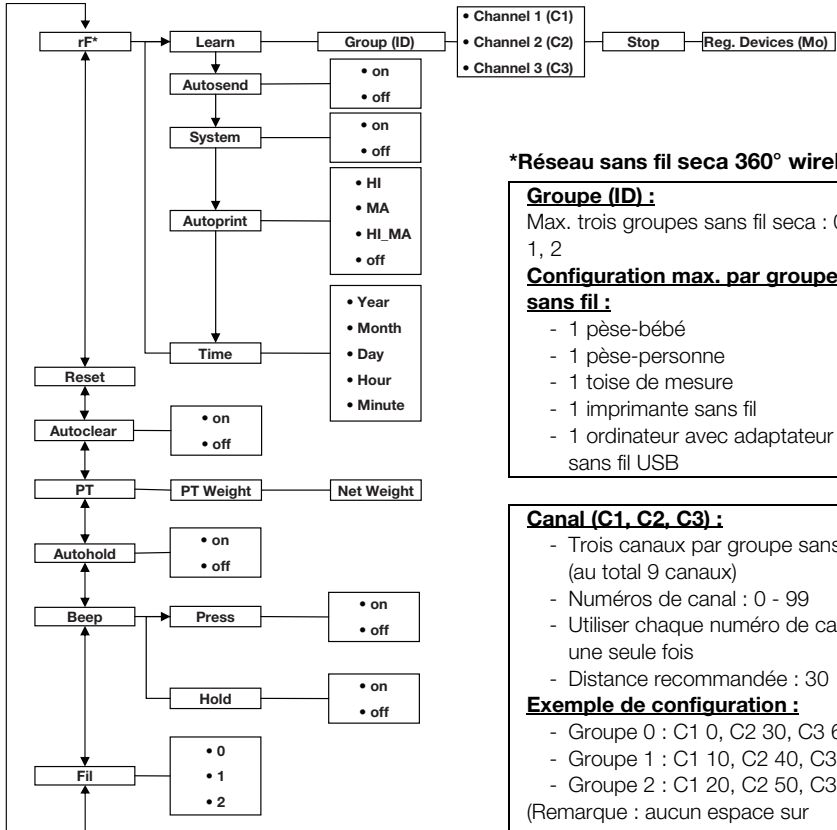 rF*
Learn
Group (ID)
• Channel 1 (C1)
• Channel 2 (C2)
• Channel 3 (C3)
Stop
Reg. Devices (Mo)
Autosend
• on
• off
System
• on
• off
Autoprint
• HI
• MA
• HI_MA
• off
Time
• Year
• Month
• Day
• Hour
• Minute
Reset
Autoclear
• on
• off
PT
PT Weight
Net Weight
Autohold
• on
• off
Beep
Press
• on
• off
Hold
• on
• off
Fil
• 0
• 1
• 2
*Réseau sans fil seca 360°
Groupe (ID) :
Max. trois groupes sans fil seca :
1, 2
Configuration max. par groupe
sans fil :
- 1 pèse-bébé
- 1 pèse-personne
- 1 toise de mesure
- 1 imprimante sans fil
- 1 ordinateur avec adaptateur
sans fil USB
Canal (C1, C2, C3) :
- Trois canaux par groupe sans
(au total 9 canaux)
- Numéros de canal : 0 - 99
- Utiliser chaque numéro de
une seule fois
- Distance recommandée : 30
Exemple de configuration :
- Groupe 0 : C1 0, C2 30, C3
- Groupe 1 : C1 10, C2 40, C3
- Groupe 2 : C1 20, C2 50, C3
(Remarque : aucun espace sur